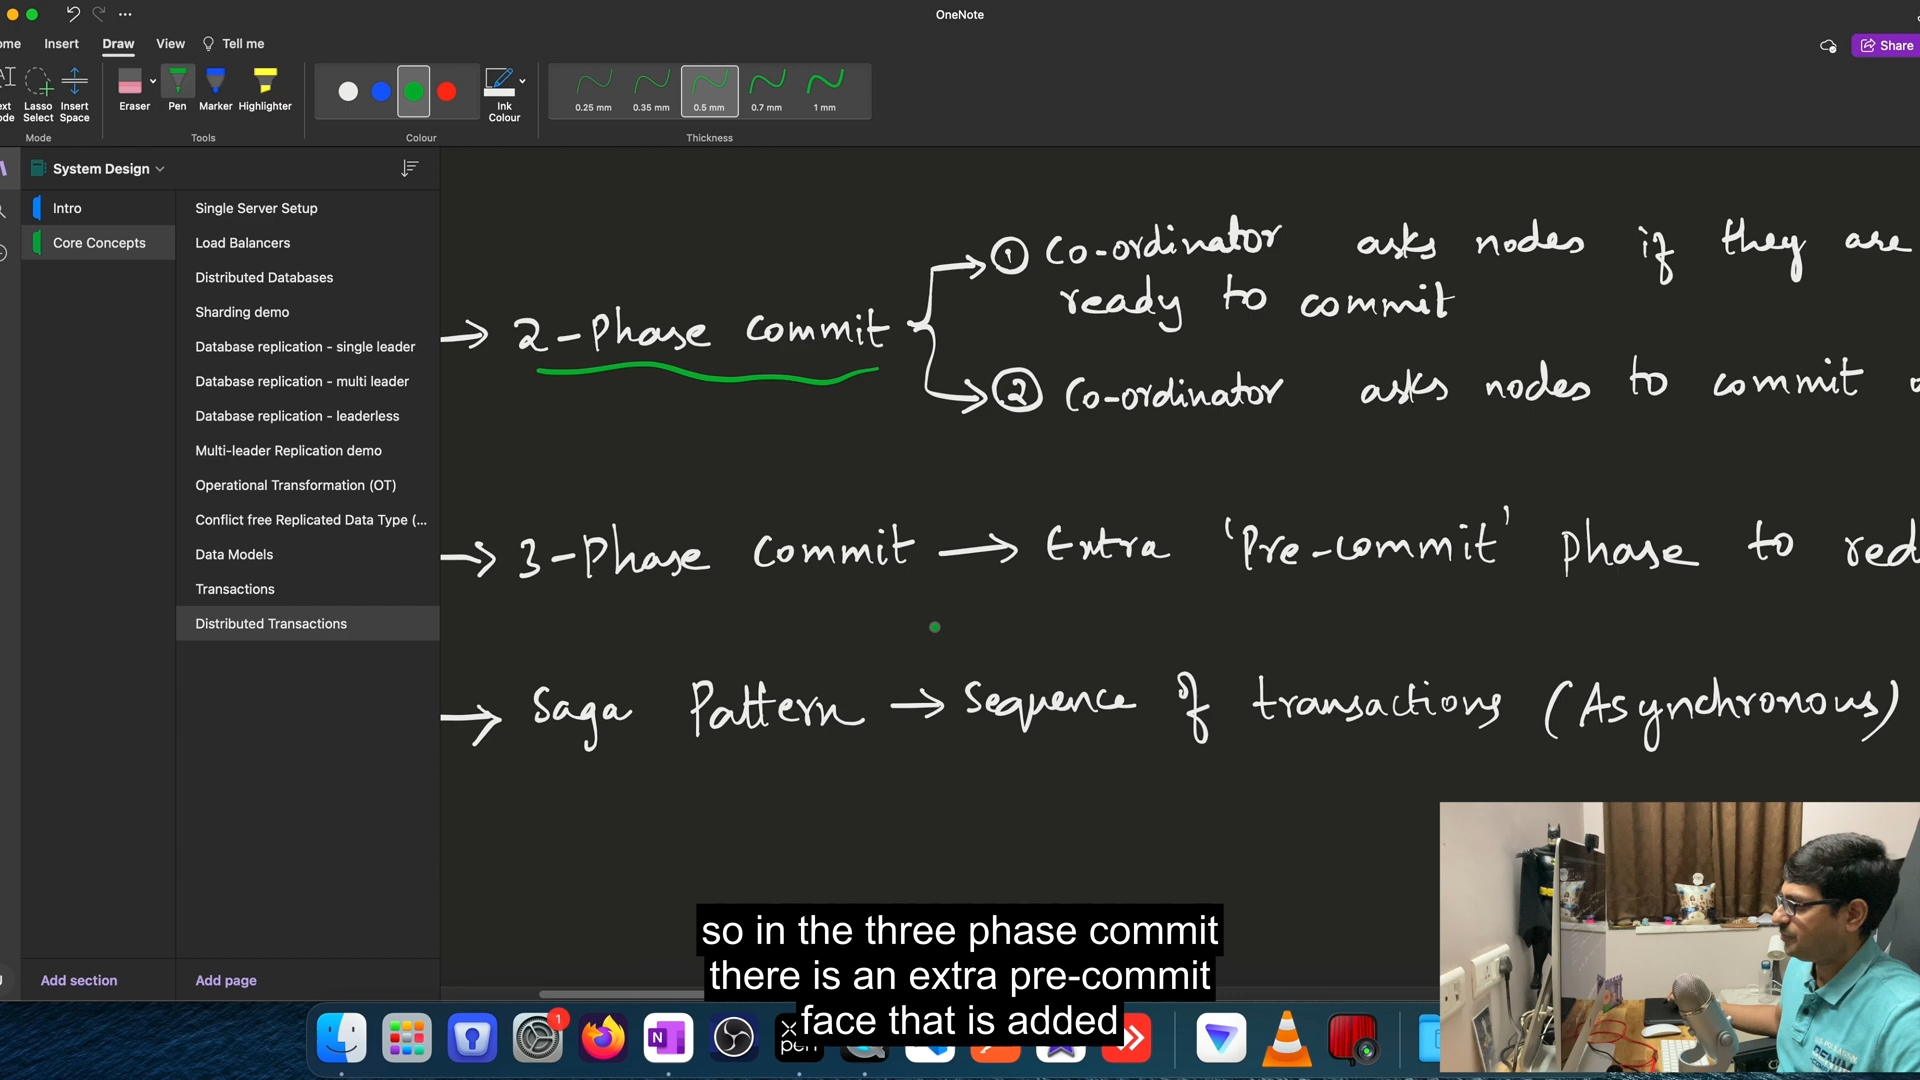 OneNote
ome Insert Draw View Tell me
Share
Eraser Pen Marker Highlighter
ext ode Lasso Select Insert Space
Ink Colour
0.25 mm 0.35 mm 0.5 mm 0.7 mm 1 mm
Mode Tools Colour Thickness
System Design
Intro
Core Concepts
Single Server Setup
Load Balancers
Distributed Databases
Sharding demo
Database replication - single leader
Database replication - multi leader
Database replication - leaderless
Multi-leader Replication demo
Operational Transformation (OT)
Conflict free Replicated Data Type (...
Data Models
Transactions
Distributed Transactions
Add section Add page
→ 2-Phase commit
① Co-ordinator asks nodes if they are
ready to commit
② Co-ordinator asks nodes to commit
→ 3-Phase commit → Extra 'Pre-commit' phase to red
→ Saga Pattern → Sequence of transactions (Asynchronous)
so in the three phase commit
there is an extra pre-commit
face that is added
1
pen